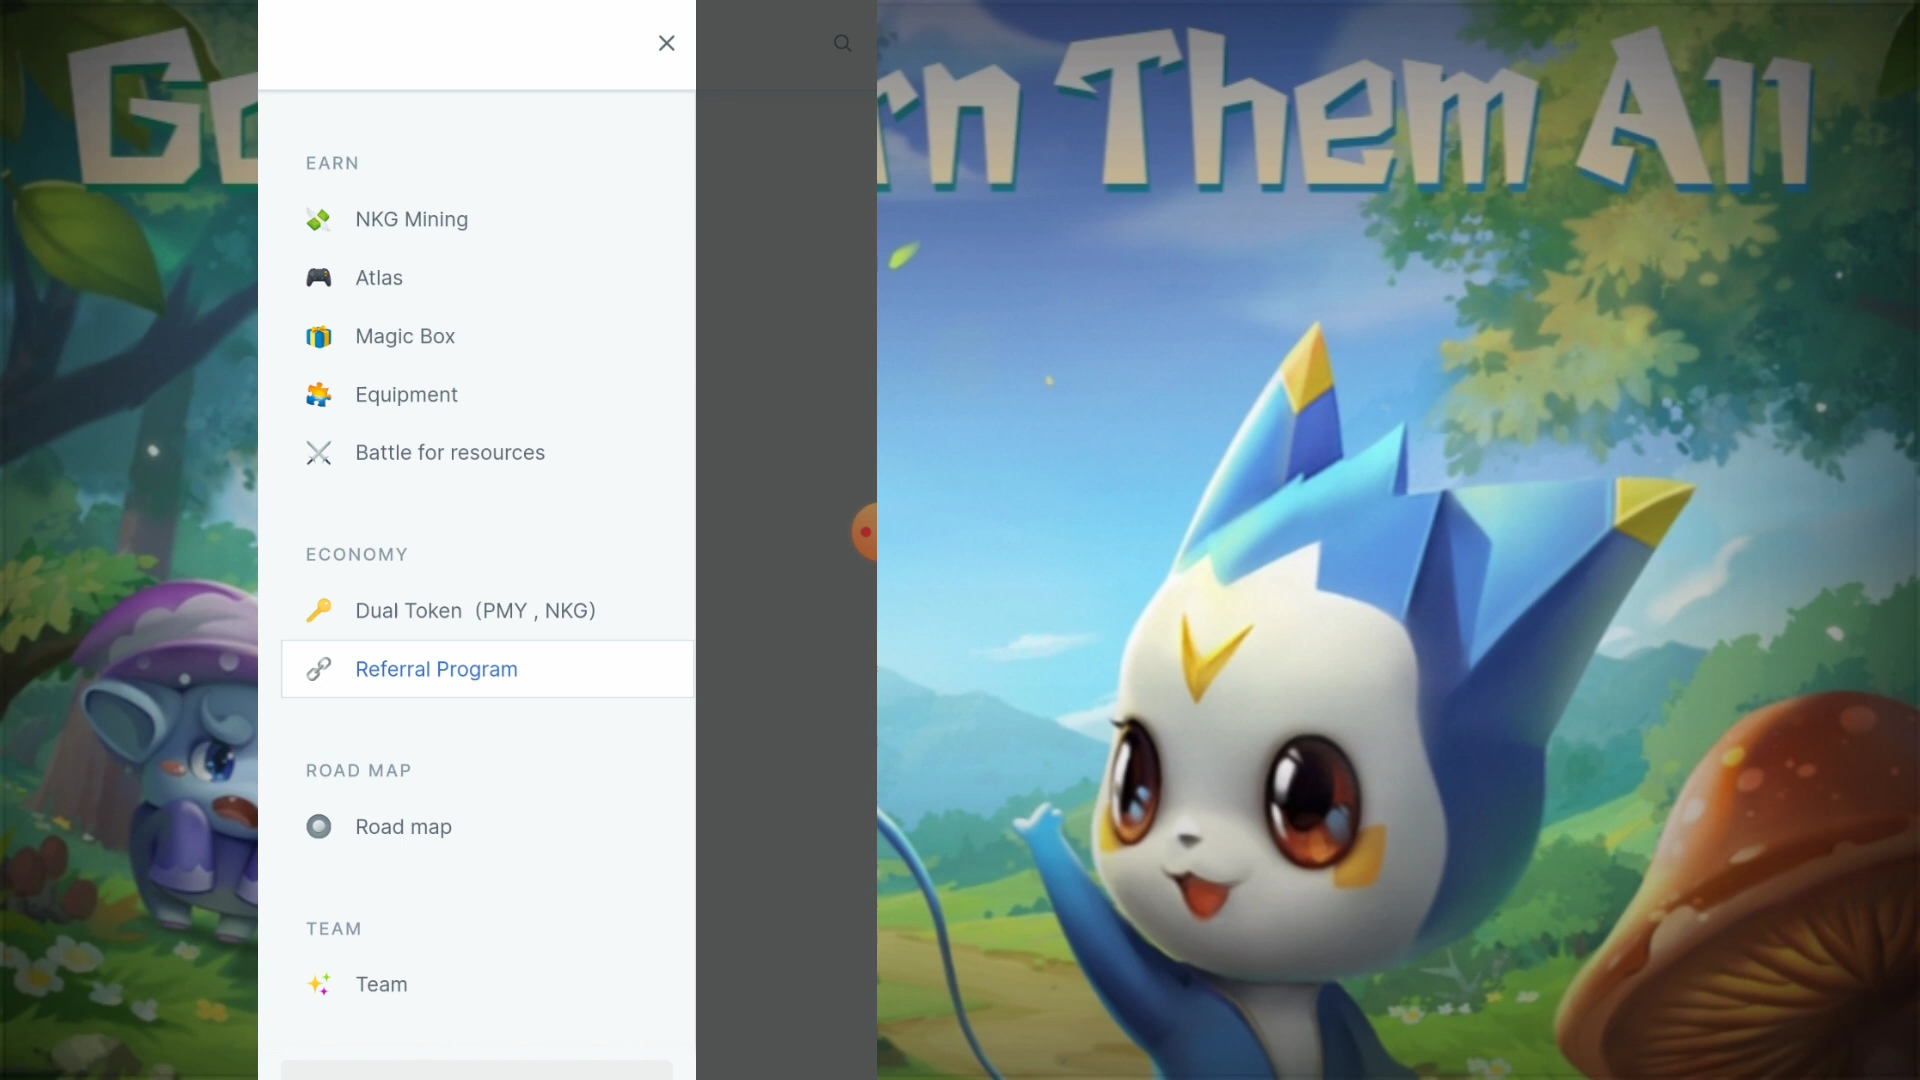 rn Them All
EARN
NKG Mining
Atlas
Magic Box
Equipment
Battle for resources
ECONOMY
Dual Token (PMY , NKG)
Referral Program
ROAD MAP
Road map
TEAM
Team